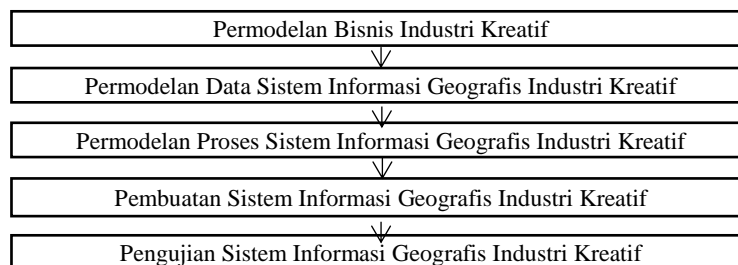 Permodelan Bisnis Industri Kreatif
Permodelan Data Sistem Informasi Geografis Industri Kreatif
Permodelan Proses Sistem Informasi Geografis Industri Kreatif
Pembuatan Sistem Informasi Geografis Industri Kreatif
Pengujian Sistem Informasi Geografis Industri Kreatif